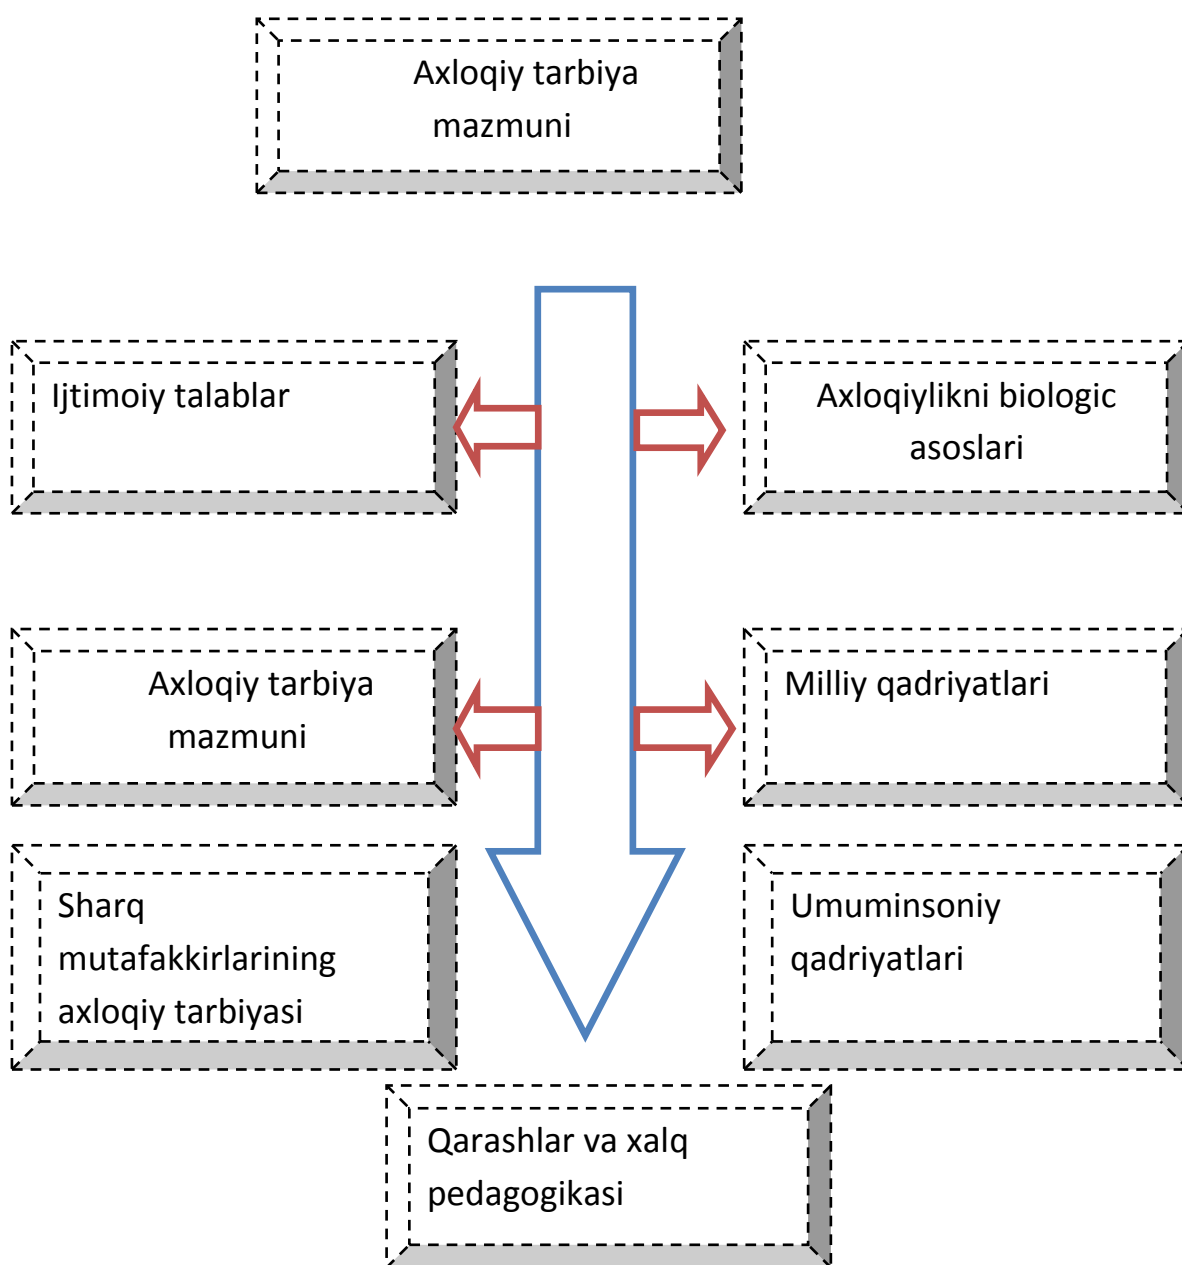 Axloqiy tarbiya
mazmuni
Ijtimoiy talablar
Axloqiylikni biologic
asoslari
Axloqiy tarbiya
mazmuni
Milliy qadriyatlari
Sharq
mutafakkirlarining
axloqiy tarbiyasi
Umuminsoniy
qadriyatlari
Qarashlar va xalq
pedagogikasi